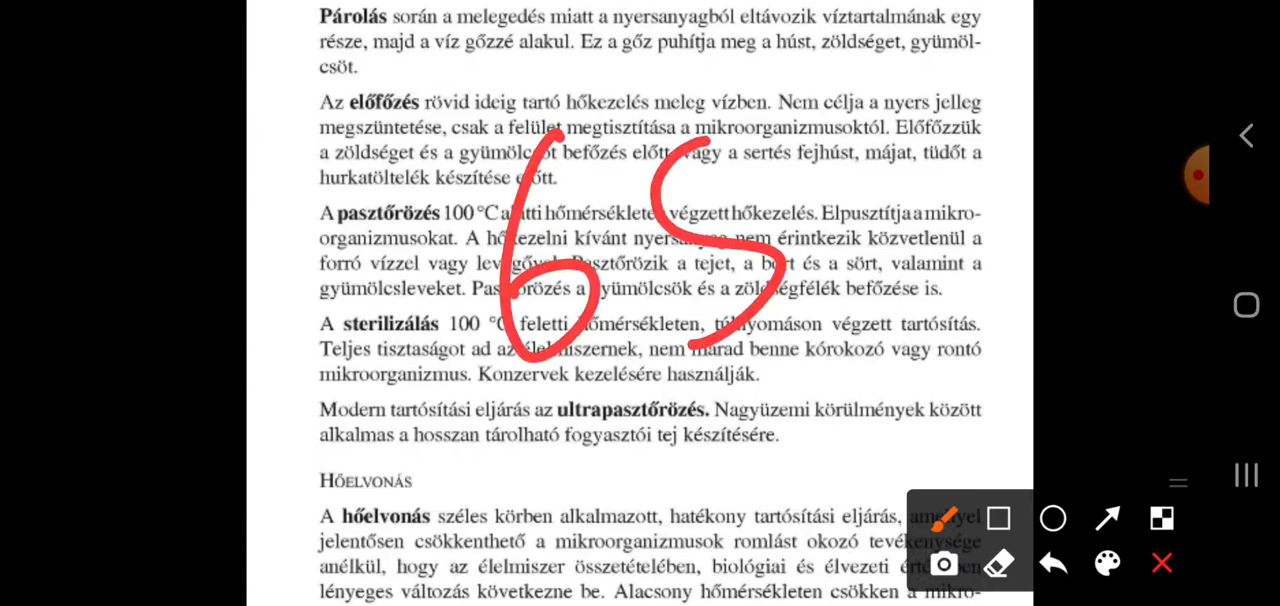 Párolás során a melegedés miatt a nyersanyagból eltávozik víztartalmának egy
része, majd a víz gőzzé alakul. Ez a gőz puhítja meg a húst, zöldséget, gyümöl-
csöt.
Az előfőzés rövid ideig tartó hőkezelés meleg vízben. Nem célja a nyers jelleg
megszüntetése, csak a felület megtisztítása a mikroorganizmusoktól. Előfőzzük
a zöldséget és a gyümölcsöt befőzés előtt vagy a sertés fejhúst, májat, tüdőt a
hurkatöltelék készítése előtt.
A pasztőrözés 100 °C alatti hőmérsékleten végzett hőkezelés. Elpusztítja a mikro-
organizmusokat. A hőkezelni kívánt nyersanyag nem érintkezik közvetlenül a
forró vízzel vagy levegővel. Pasztőrözik a tejet, a bort és a sört, valamint a
gyümölcsleveket. Pasztőrözés a gyümölcsök és a zöldségfélék befőzése is.
A sterilizálás 100 °C feletti hőmérsékleten, túlnyomáson végzett tartósítás.
Teljes tisztaságot ad az élelmiszernek, nem marad benne kórokozó vagy rontó
mikroorganizmus. Konzervek kezelésére használják.
Modern tartósítási eljárás az ultrapasztőrözés. Nagyüzemi körülmények között
alkalmas a hosszan tárolható fogyasztói tej készítésére.
65
HŐELVONÁS
A hőelvonás széles körben alkalmazott, hatékony tartósítási eljárás, amellyel
jelentősen csökkenthető a mikroorganizmusok romlást okozó tevékenysége
anélkül, hogy az élelmiszer összetételében, biológiai és élvezeti értékében
lényeges változás következne be. Alacsony hőmérsékleten csökken a mikro-